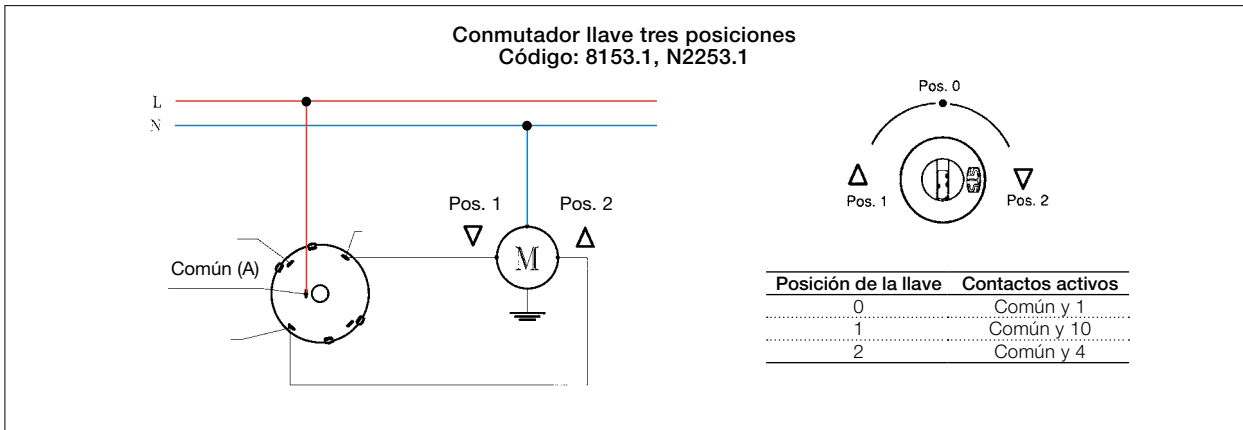 Conmutador llave tres posiciones
Código: 8153.1, N2253.1
L
N
Pos. 1
Pos. 2
Común (A)
M
Pos. 0
Pos. 1
Pos. 2
Posición de la llave Contactos activos
0 Común y 1
1 Común y 10
2 Común y 4